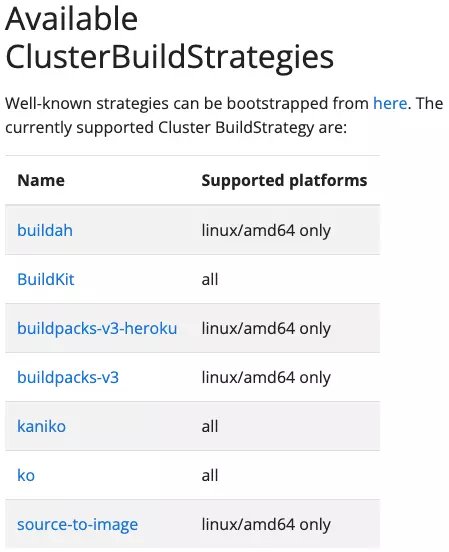 Available
ClusterBuildStrategies
Well-known strategies can be bootstrapped from here. The
currently supported Cluster BuildStrategy are:
Name Supported platforms
buildah linux/amd64 only
BuildKit all
buildpacks-v3-heroku linux/amd64 only
buildpacks-v3 linux/amd64 only
kaniko all
ko all
source-to-image linux/amd64 only